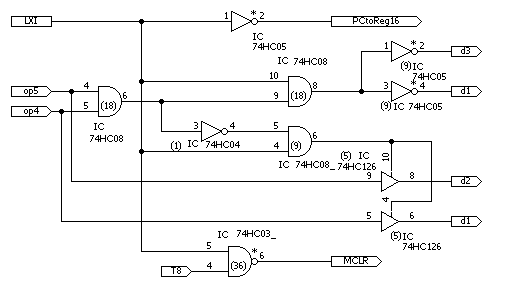 LXI
1
2
PCtoReg16
IC
74HC05
IC 74HC08
1
*
2
d3
(9) IC
74HC05
op5
4
6
5
(18)
op4
IC
74HC08
10
9
8
(18)
3
*
4
d1
(9) IC
74HC05
3
4
(1)
IC
74HC04
5
4
6
(9)
IC
74HC08_
(5) IC
74HC126
10
9
8
d2
4
5
6
d1
(5) IC
74HC126
IC 74HC03_
5
*
6
MCLR
T8
4
(36)
*